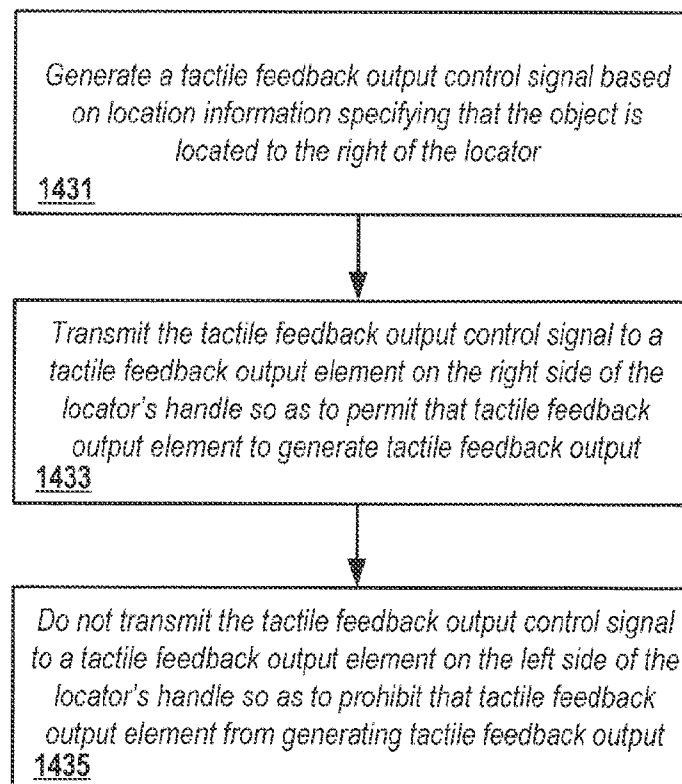 Generate a tactile feedback output control signal based
on location information specifying that the object is
located to the right of the locator
1431
Transmit the tactile feedback output control signal to a
tactile feedback output element on the right side of the
locator's handle so as to permit that tactile feedback
output element to generate tactile feedback output
1433
Do not transmit the tactile feedback output control signal
to a tactile feedback output element on the left side of the
locator's handle so as to prohibit that tactile feedback
output element from generating tactile feedback output
1435